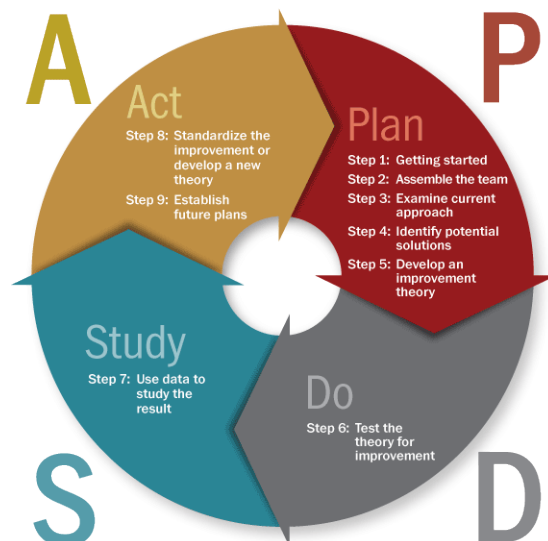 A
P
Act
Step 8: Standardize the
improvement or
develop a new
theory
Step 9: Establish
future plans
Plan
Step 1: Getting started
Step 2: Assemble the team
Step 3: Examine current
approach
Step 4: Identify potential
solutions
Step 5: Develop an
improvement
theory
Study
Step 7: Use data to
study the
result
Do
Step 6: Test the
theory for
improvement
S
D